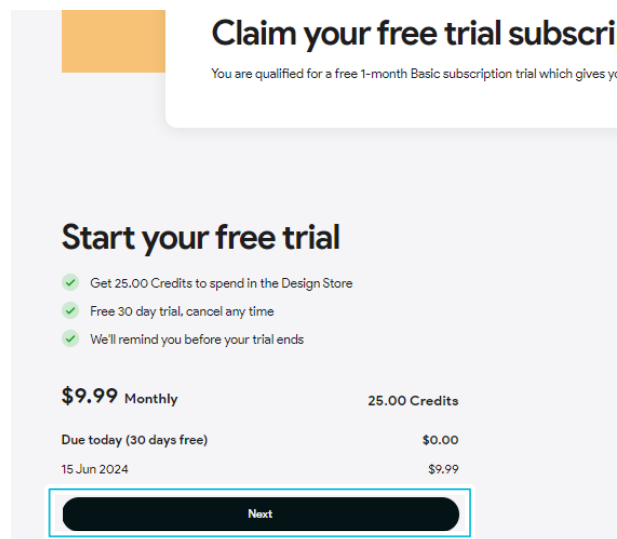 Claim your free trial subscri
You are qualified for a free 1-month Basic subscription trial which gives yo
Start your free trial
Get 25.00 Credits to spend in the Design Store
Free 30 day trial, cancel any time
We'll remind you before your trial ends
$9.99 Monthly 25.00 Credits
Due today (30 days free) $0.00
15 Jun 2024 $9.99
Next